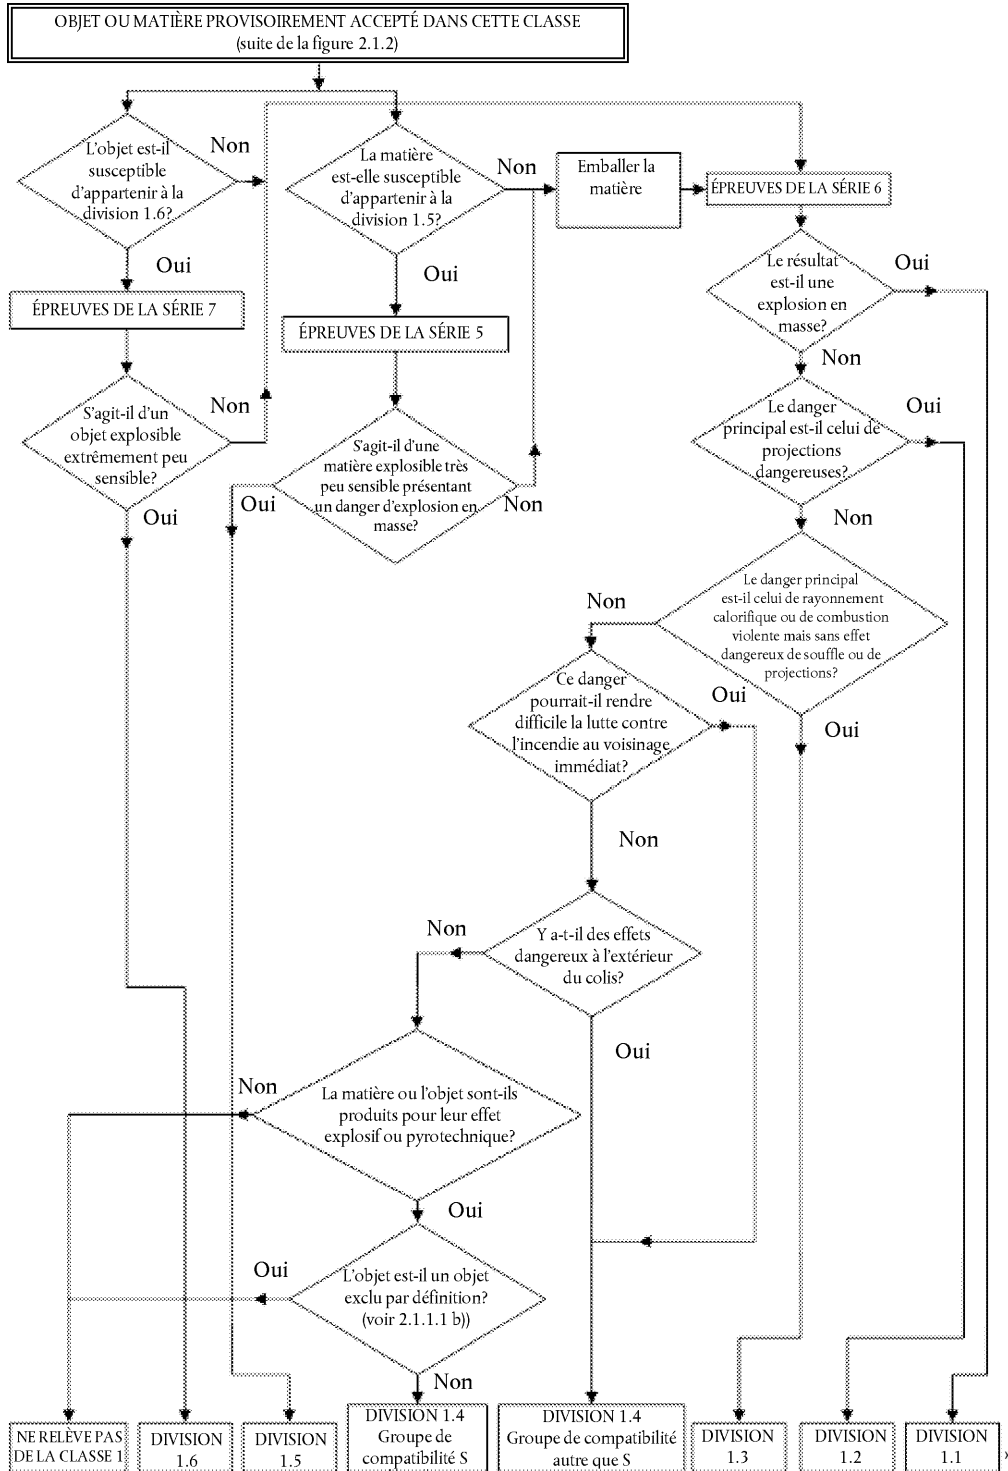 OBJET OU MATIÈRE PROVISOIREMENT ACCEPTÉ DANS CETTE CLASSE
(suite de la figure 2.1.2)
L'objet est-il
susceptible
d'appartenir à la
division 1.6?
Non
Oui
La matière
est-elle susceptible
d'appartenir à la
division 1.5?
Non
Oui
Emballer la
matière
ÉPREUVES DE LA SÉRIE 6
Le résultat
est-il une
explosion en
masse?
Oui
Non
ÉPREUVES DE LA SÉRIE 7
ÉPREUVES DE LA SÉRIE 5
S'agit-il d'un
objet explosible
extrêmement peu
sensible?
Non
Oui
S'agit-il d'une
matière explosible très
peu sensible présentant
un danger d'explosion en
masse?
Oui
Non
Le danger
principal est-il celui de
projections
dangereuses?
Oui
Non
Le danger principal
est-il celui de rayonnement
calorifique ou de combustion
violente mais sans effet
dangereux de souffle ou de
projections?
Non
Oui
Ce danger
pourrait-il rendre
difficile la lutte contre
l'incendie au voisinage
immédiat?
Oui
Non
Y a-t-il des effets
dangereux à l'extérieur
du colis?
Non
Oui
La matière ou l'objet sont-ils
produits pour leur effet
explosif ou pyrotechnique?
Non
Oui
L'objet est-il un objet
exclu par définition?
(voir 2.1.1.1 b))
Oui
Non
NE RELÈVE PAS
DE LA CLASSE 1
DIVISION
1.6
DIVISION
1.5
DIVISION 1.4
Groupe de
compatibilité S
DIVISION 1.4
Groupe de compatibilité
autre que S
DIVISION
1.3
DIVISION
1.2
DIVISION
1.1